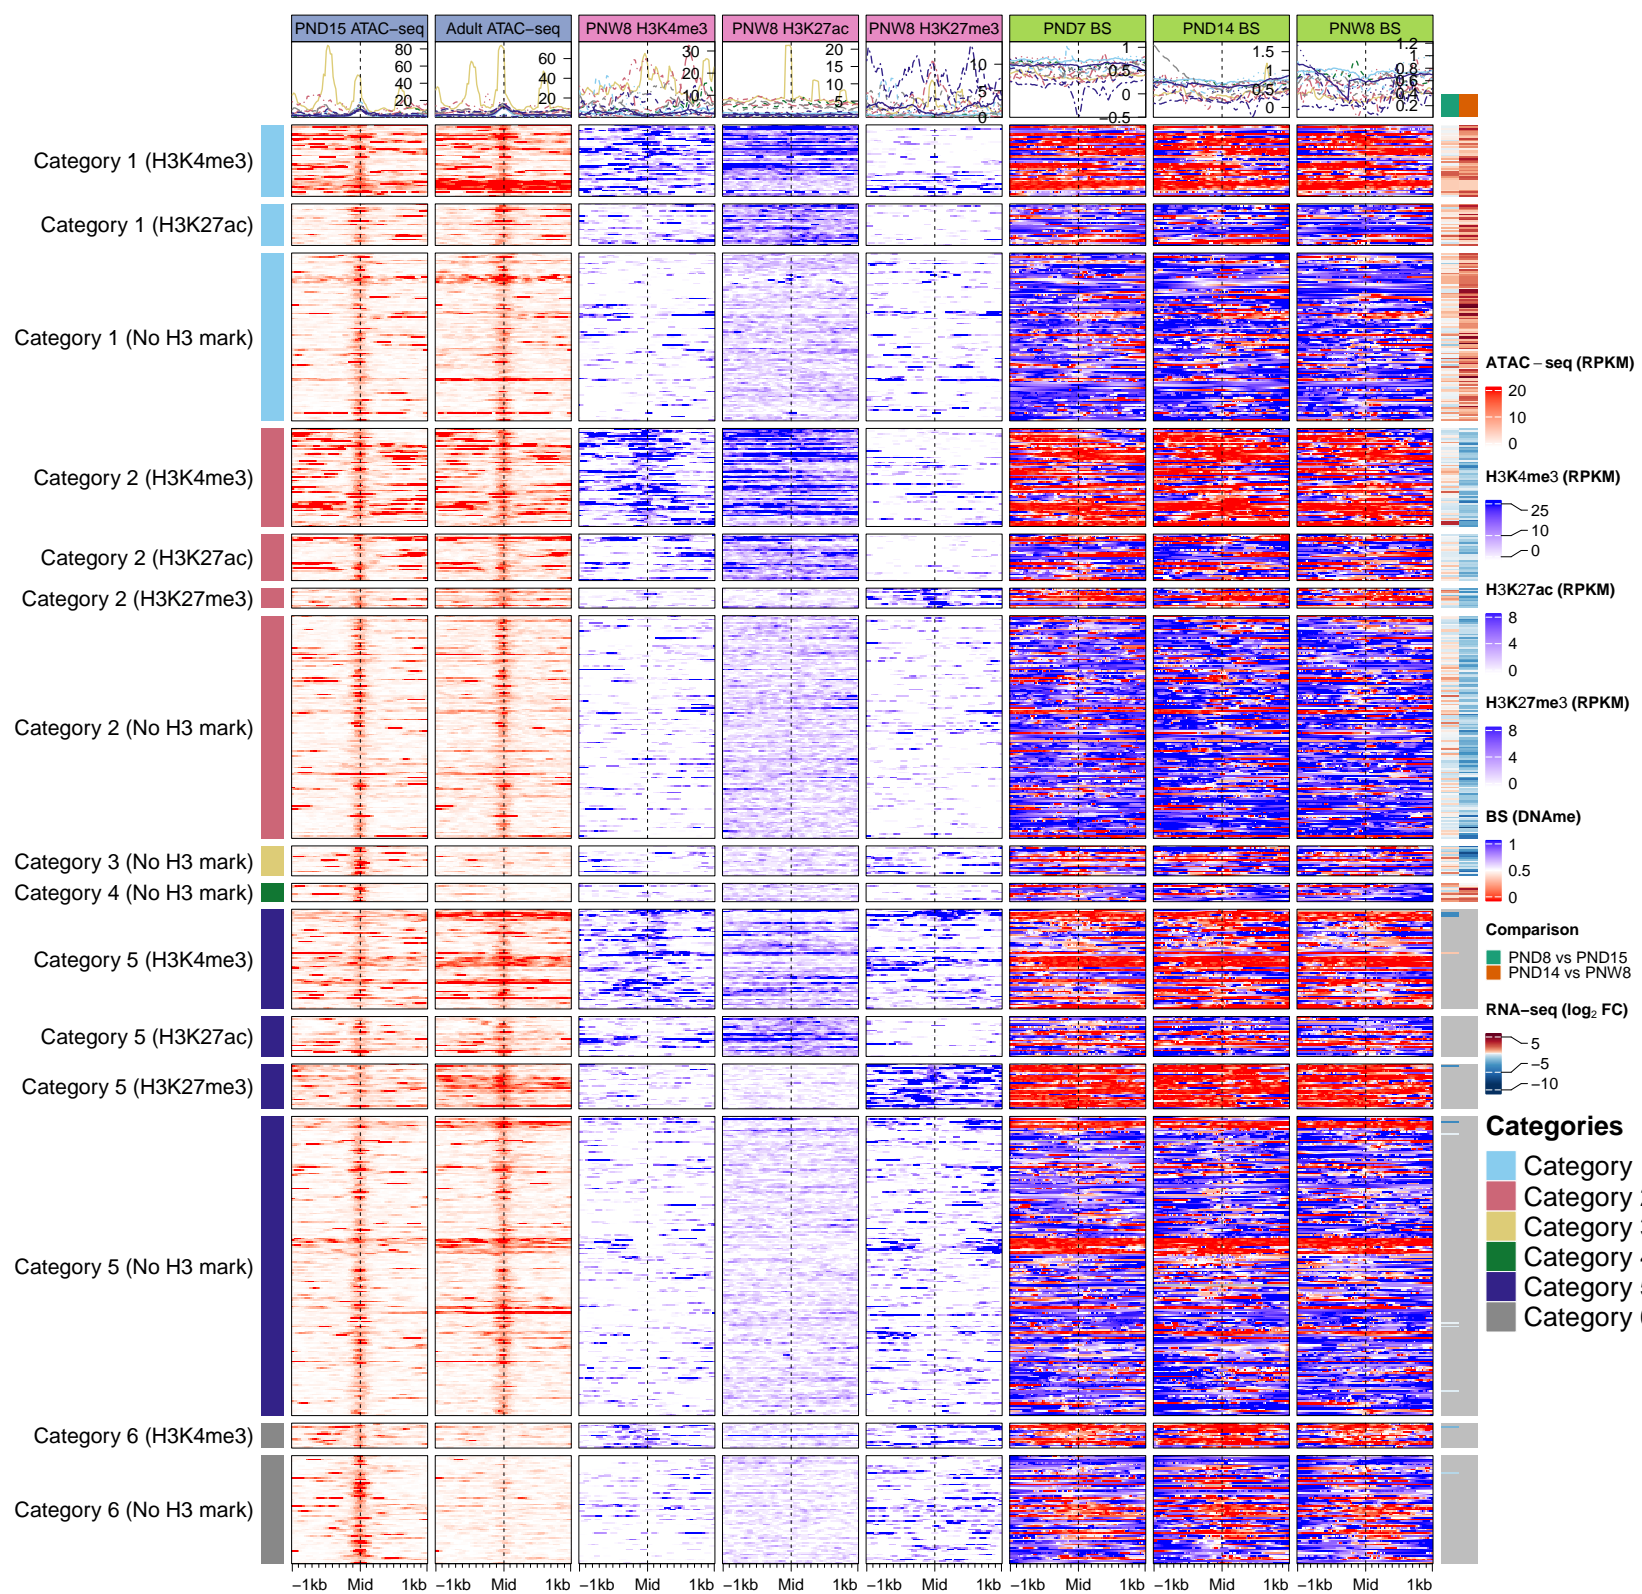 PND15 ATAC−seq
Adult ATAC−seq
PNW8 H3K4me3
PNW8 H3K27ac
PNW8 H3K27me3
PND7 BS
PND14 BS
PNW8 BS
80
60
40
20
60
40
20
30
20
10
0
20
15
10
5
10
5
0
1
0.5
0
−0.5
1.5
1
0.5
0
1.2
1
0.8
0.6
0.4
0.2
Category 1 (H3K4me3)
Category 1 (H3K27ac)
Category 1 (No H3 mark)
Category 2 (H3K4me3)
Category 2 (H3K27ac)
Category 2 (H3K27me3)
Category 2 (No H3 mark)
Category 3 (No H3 mark)
Category 4 (No H3 mark)
Category 5 (H3K4me3)
Category 5 (H3K27ac)
Category 5 (H3K27me3)
Category 5 (No H3 mark)
Category 6 (H3K4me3)
Category 6 (No H3 mark)
−1kb Mid 1kb
−1kb Mid 1kb
−1kb Mid 1kb
−1kb Mid 1kb
−1kb Mid 1kb
−1kb Mid 1kb
−1kb Mid 1kb
−1kb Mid 1kb
ATAC−seq (RPKM)
20
10
0
H3K4me3 (RPKM)
25
10
0
H3K27ac (RPKM)
8
4
0
H3K27me3 (RPKM)
8
4
0
BS (DNAme)
1
0.5
0
Comparison
PND8 vs PND15
PND14 vs PNW8
RNA−seq (log₂ FC)
5
−5
−10
Categories
Category
Category
Category
Category
Category
Category